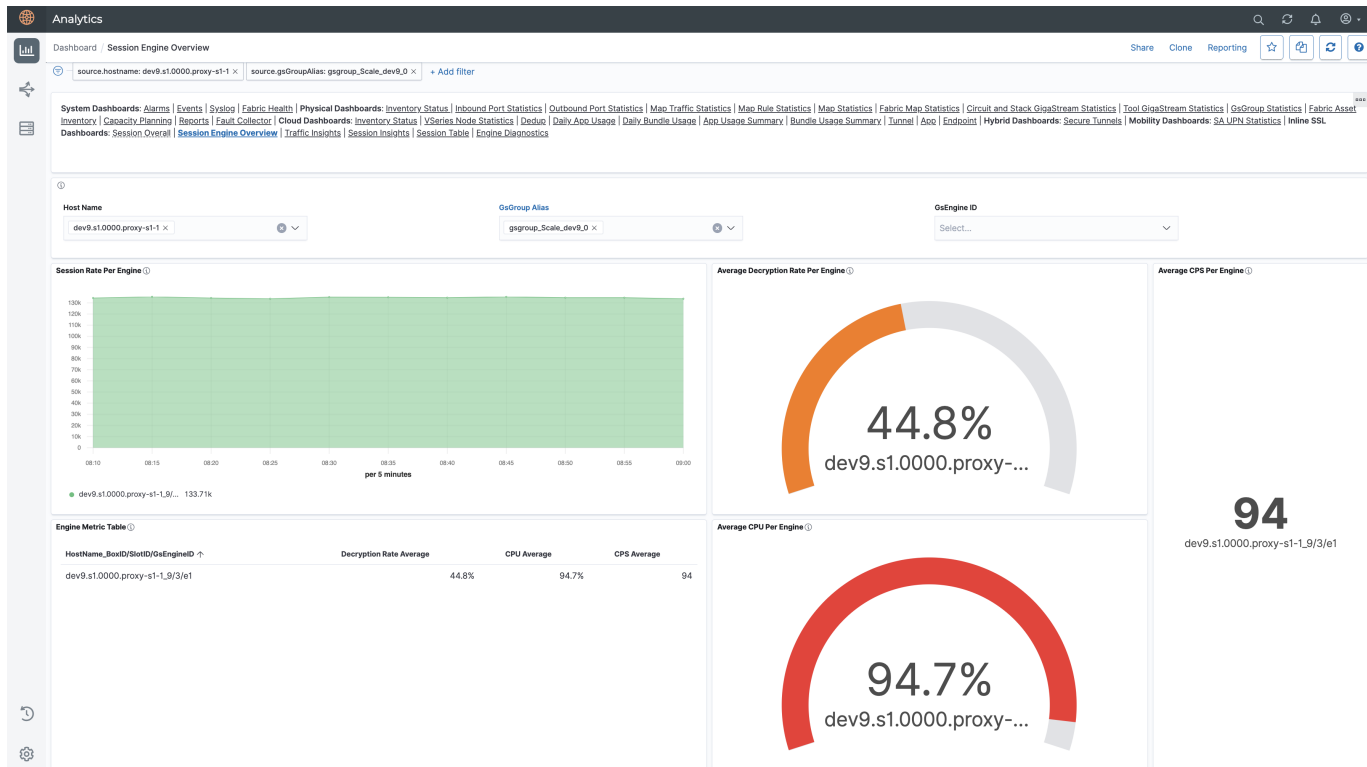 Analytics
Dashboard / Session Engine Overview
Share Clone Reporting
source.hostname: dev9.s1.0000.proxy-s1-1 × source.gsGroupAlias: gsgroup_Scale_dev9_0 × + Add filter
System Dashboards: Alarms | Events | Syslog | Fabric Health | Physical Dashboards: Inventory Status | Inbound Port Statistics | Outbound Port Statistics | Map Traffic Statistics | Map Rule Statistics | Map Statistics | Fabric Map Statistics | Circuit and Stack GigaStream Statistics | Tool GigaStream Statistics | GsGroup Statistics | Fabric Asset
Inventory | Capacity Planning | Reports | Fault Collector | Cloud Dashboards: Inventory Status | VSeries Node Statistics | Dedup | Daily App Usage | Daily Bundle Usage | App Usage Summary | Bundle Usage Summary | Tunnel | App | Endpoint | Hybrid Dashboards: Secure Tunnels | Mobility Dashboards: SA UPN Statistics | Inline SSL
Dashboards: Session Overall | Session Engine Overview | Traffic Insights | Session Insights | Session Table | Engine Diagnostics
Host Name
dev9.s1.0000.proxy-s1-1 ×
GsGroup Alias
gsgroup_Scale_dev9_0 ×
GsEngine ID
Select...
Session Rate Per Engine
130k
120k
110k
100k
90k
80k
70k
60k
50k
40k
30k
20k
10k
0
08:10 08:15 08:20 08:25 08:30 08:35 08:40 08:45 08:50 08:55 09:00
per 5 minutes
dev9.s1.0000.proxy-s1-1_9/... 133.71k
Average Decryption Rate Per Engine
44.8%
dev9.s1.0000.proxy-...
Average CPS Per Engine
94
dev9.s1.0000.proxy-s1-1_9/3/e1
Engine Metric Table
HostName_BoxID/SlotID/GsEngineID ↑ Decryption Rate Average CPU Average CPS Average
dev9.s1.0000.proxy-s1-1_9/3/e1 44.8% 94.7% 94
Average CPU Per Engine
94.7%
dev9.s1.0000.proxy-...